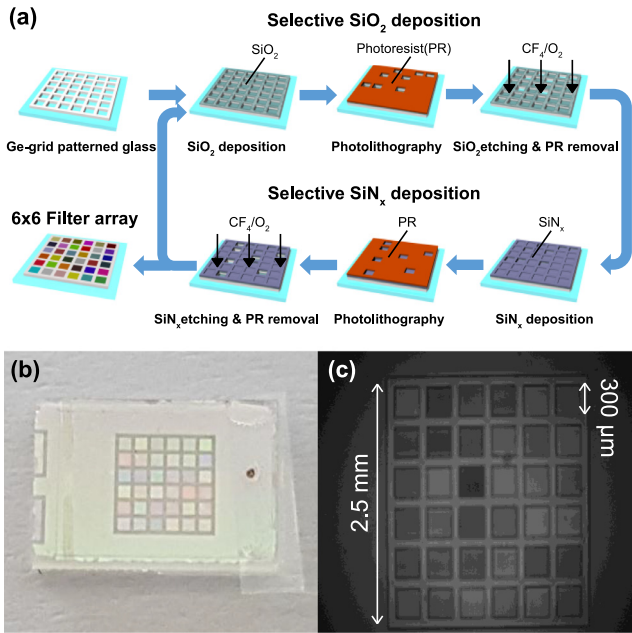 (a)
Selective SiO2 deposition
SiO2
Photoresist(PR)
CF4/O2
Ge-grid patterned glass
SiO2 deposition
Photolithography
SiO2etching & PR removal
Selective SiNx deposition
6x6 Filter array
CF4/O2
PR
SiNx
SiNxetching & PR removal
Photolithography
SiNx deposition
(b)
(c)
2.5 mm
300 μm